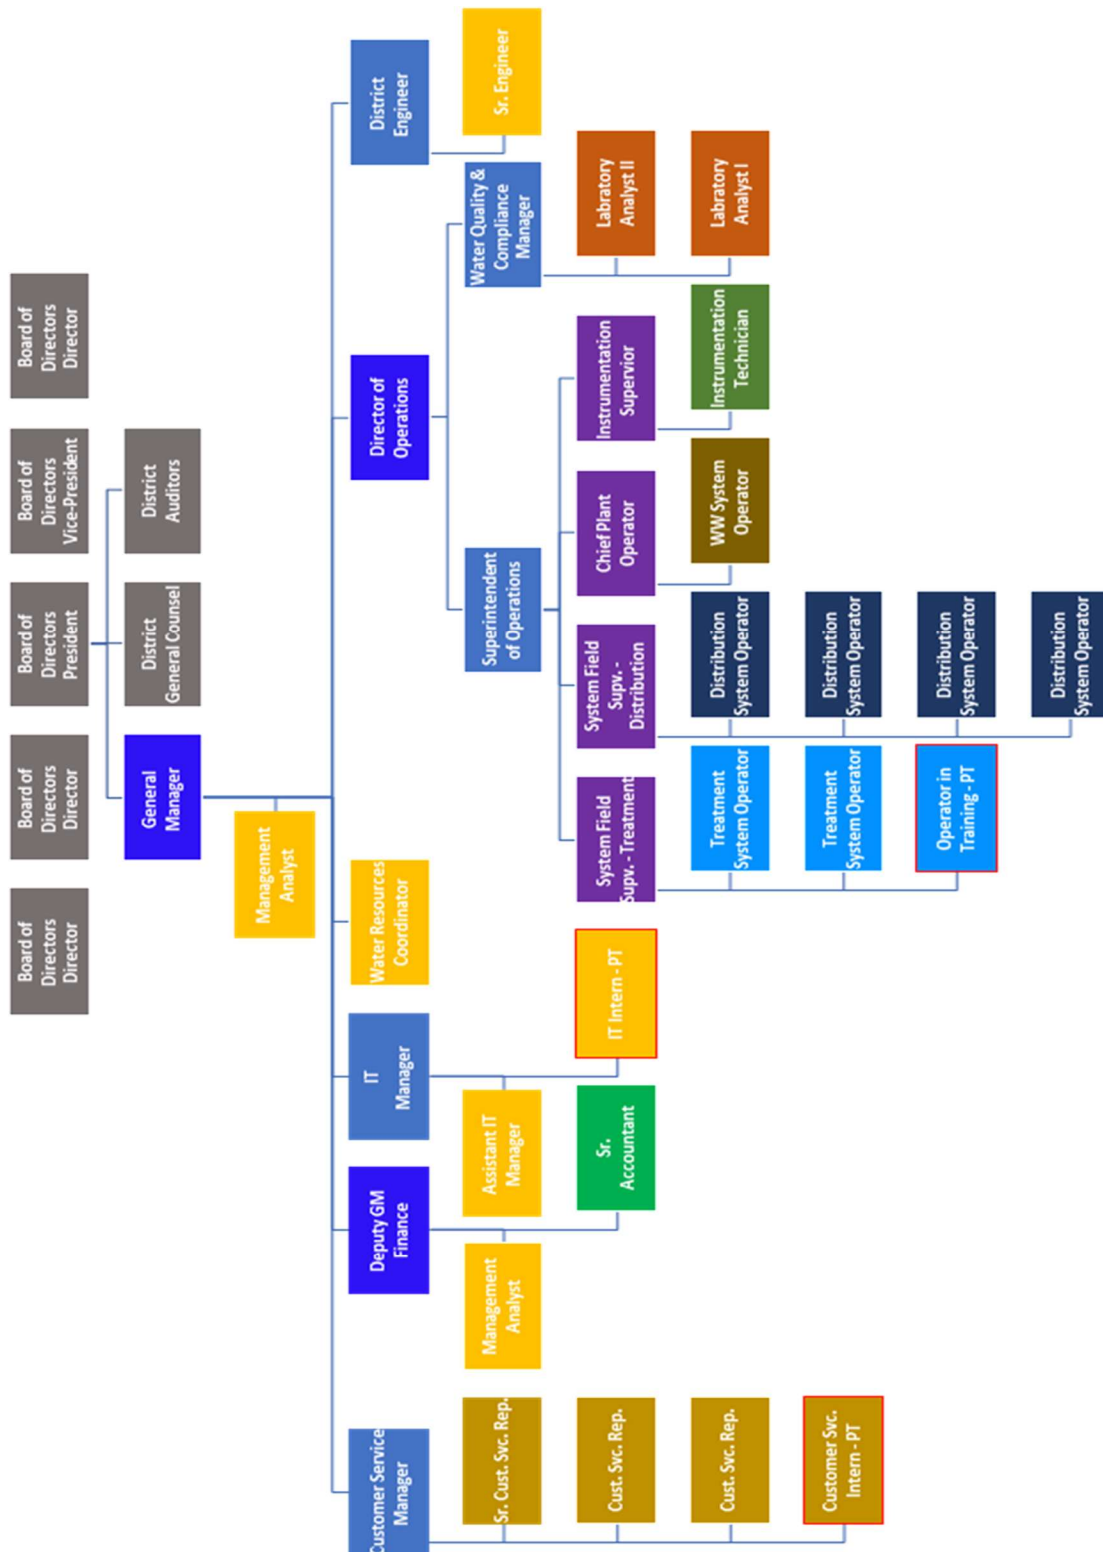 Board of
Directors
Director
Board of
Directors
Director
Board of
Directors
President
Board of
Directors
Vice-President
Board of
Directors
Director
General
Manager
District
General Counsel
District
Auditors
Management
Analyst
Customer Service
Manager
Deputy GM
Finance
IT
Manager
Water Resources
Coordinator
Director of
Operations
District
Engineer
Sr. Cust. Svc. Rep.
Management
Analyst
Assistant IT
Manager
Superintendent
of Operations
Water Quality &
Compliance
Manager
Sr. Engineer
Cust. Svc. Rep.
Sr.
Accountant
IT Intern - PT
System Field
Supv. - Treatment
System Field
Supv. -
Distribution
Chief Plant
Operator
Instrumentation
Supervior
Labratory
Analyst II
Cust. Svc. Rep.
Treatment
System Operator
Distribution
System Operator
WW System
Operator
Instrumentation
Technician
Labratory
Analyst I
Customer Svc.
Intern - PT
Treatment
System Operator
Distribution
System Operator
Operator in
Training - PT
Distribution
System Operator
Distribution
System Operator